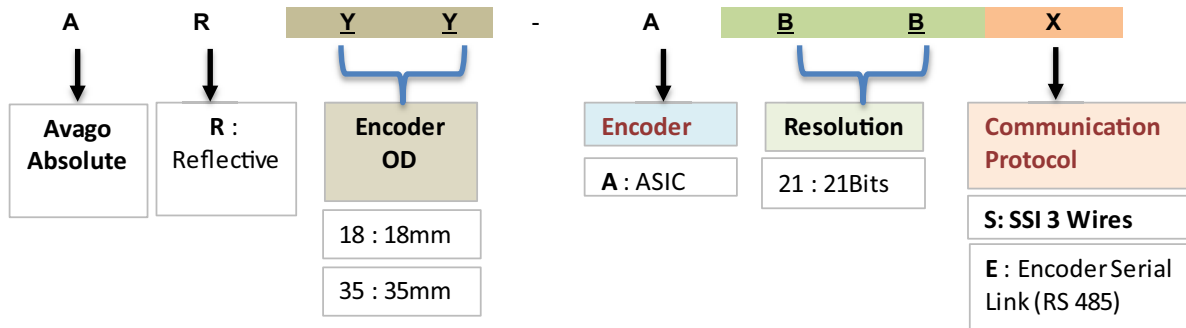 A R Y Y - A B B X
Avago
Absolute
R :
Reflective
Encoder
OD
18 : 18mm
35 : 35mm
Encoder
A : ASIC
Resolution
21 : 21Bits
Communication
Protocol
S: SSI 3 Wires
E : Encoder Serial
Link (RS 485)